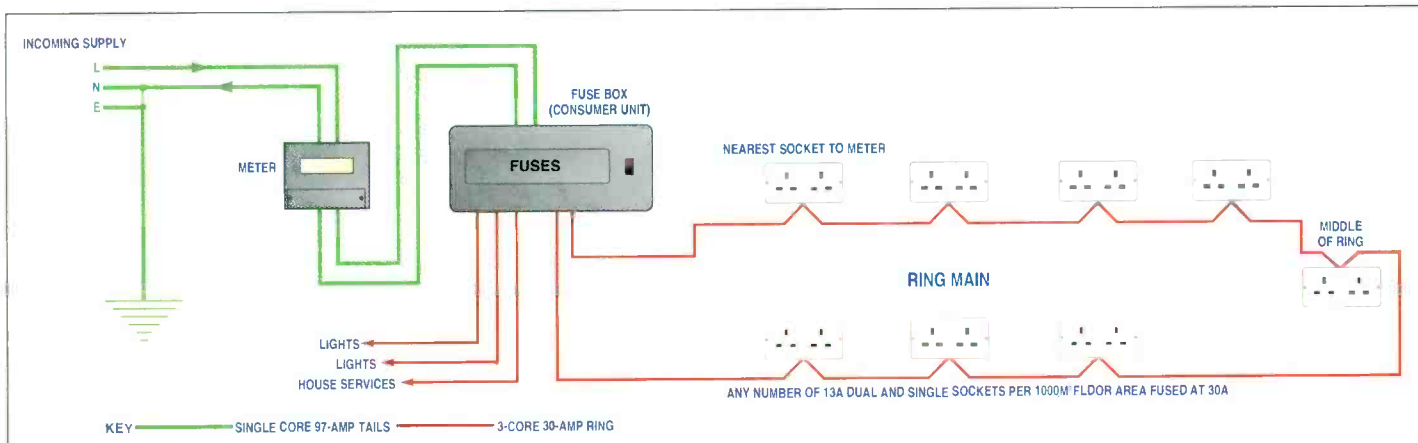 INCOMING SUPPLY
L
N
E
METER
FUSE BOX
(CONSUMER UNIT)
FUSES
NEAREST SOCKET TO METER
MIDDLE
OF RING
RING MAIN
LIGHTS
LIGHTS
HOUSE SERVICES
ANY NUMBER OF 13A DUAL AND SINGLE SOCKETS PER 1000M² FLOOR AREA FUSED AT 30A
KEY
SINGLE CORE 97-AMP TAILS
3-CORE 30-AMP RING